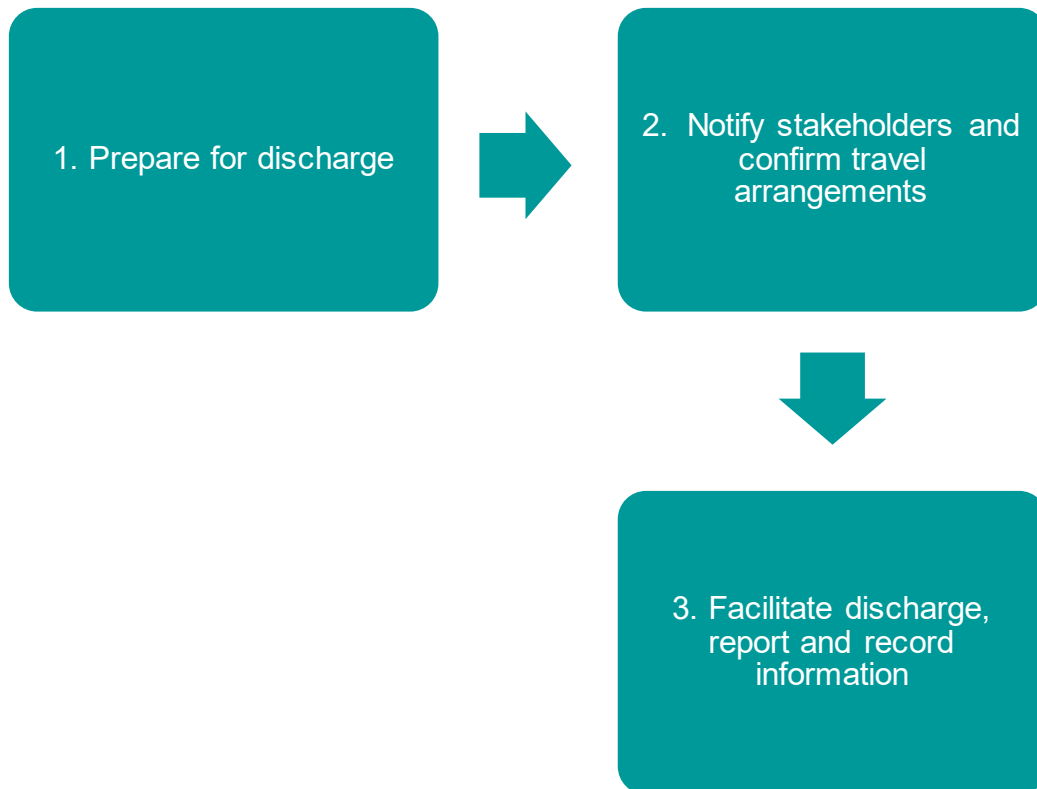 1. Prepare for discharge
2. Notify stakeholders and
confirm travel
arrangements
3. Facilitate discharge,
report and record
information